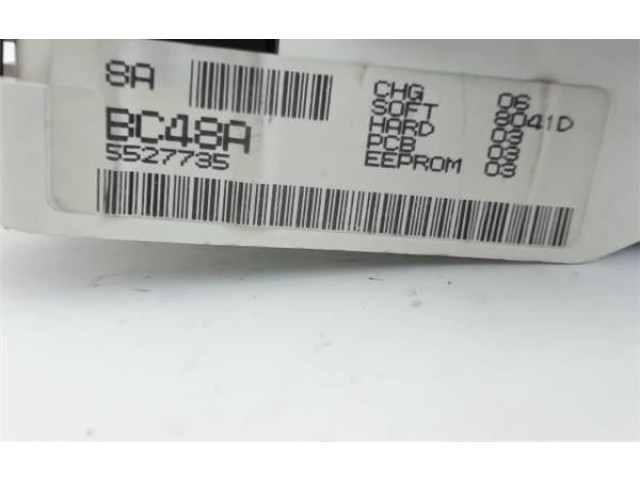 8A
BC48A
5527735
CHG 06
SOFT 8041D
HARD 03
PCB 03
EEPROM 03